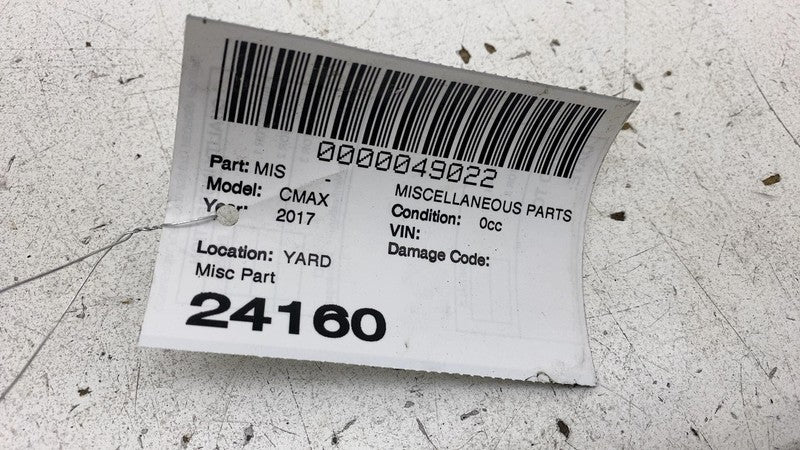 0000049022
Part: MIS -
MISCELLANEOUS PARTS
Model: CMAX
Condition: 0cc
Year: 2017
VIN:
Damage Code:
Location: YARD
Misc Part
24160